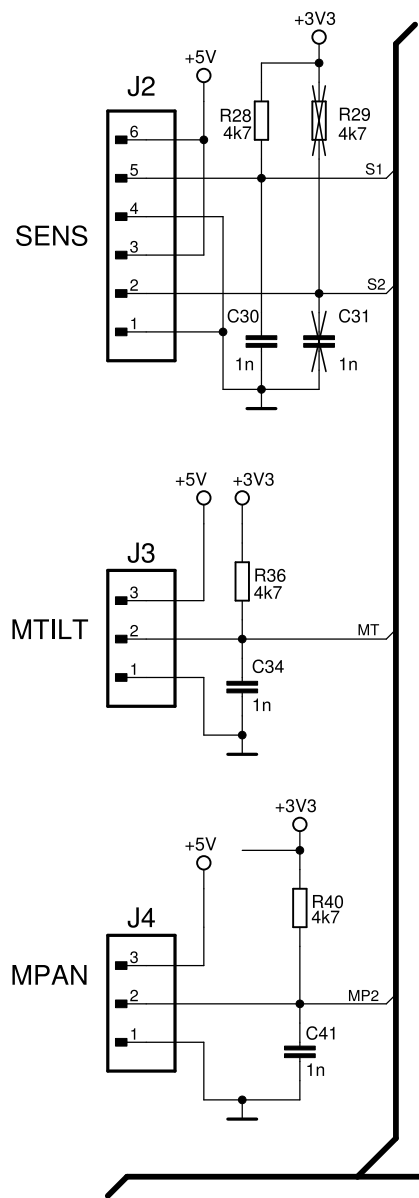 +3V3
+5V
J2
R28
4k7
R29
4k7
6
5
S1
4
SENS
3
2
S2
C30
C31
1
1n
1n
+5V
+3V3
J3
R36
4k7
3
MTILT
2
MT
1
C34
1n
+3V3
+5V
R40
4k7
J4
3
MPAN
2
MP2
1
C41
1n